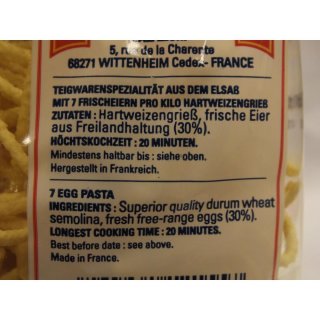 5, rue de la Charente
68271 WITTENHEIM Cedex - FRANCE
TEIGWARENSPEZIALITÄT AUS DEM ELSAß
MIT 7 FRISCHEIERN PRO KILO HARTWEIZENGRIEB
ZUTATEN : Hartweizengrieß, frische Eier
aus Freilandhaltung (30%).
HÖCHTSKOCHZEIT : 20 MINUTEN.
Mindestens haltbar bis : siehe oben.
Hergestellt in Frankreich.
7 EGG PASTA
INGREDIENTS : Superior quality durum wheat
semolina, fresh free-range eggs (30%).
LONGEST COOKING TIME : 20 MINUTES.
Best before date : see above.
Made in France.